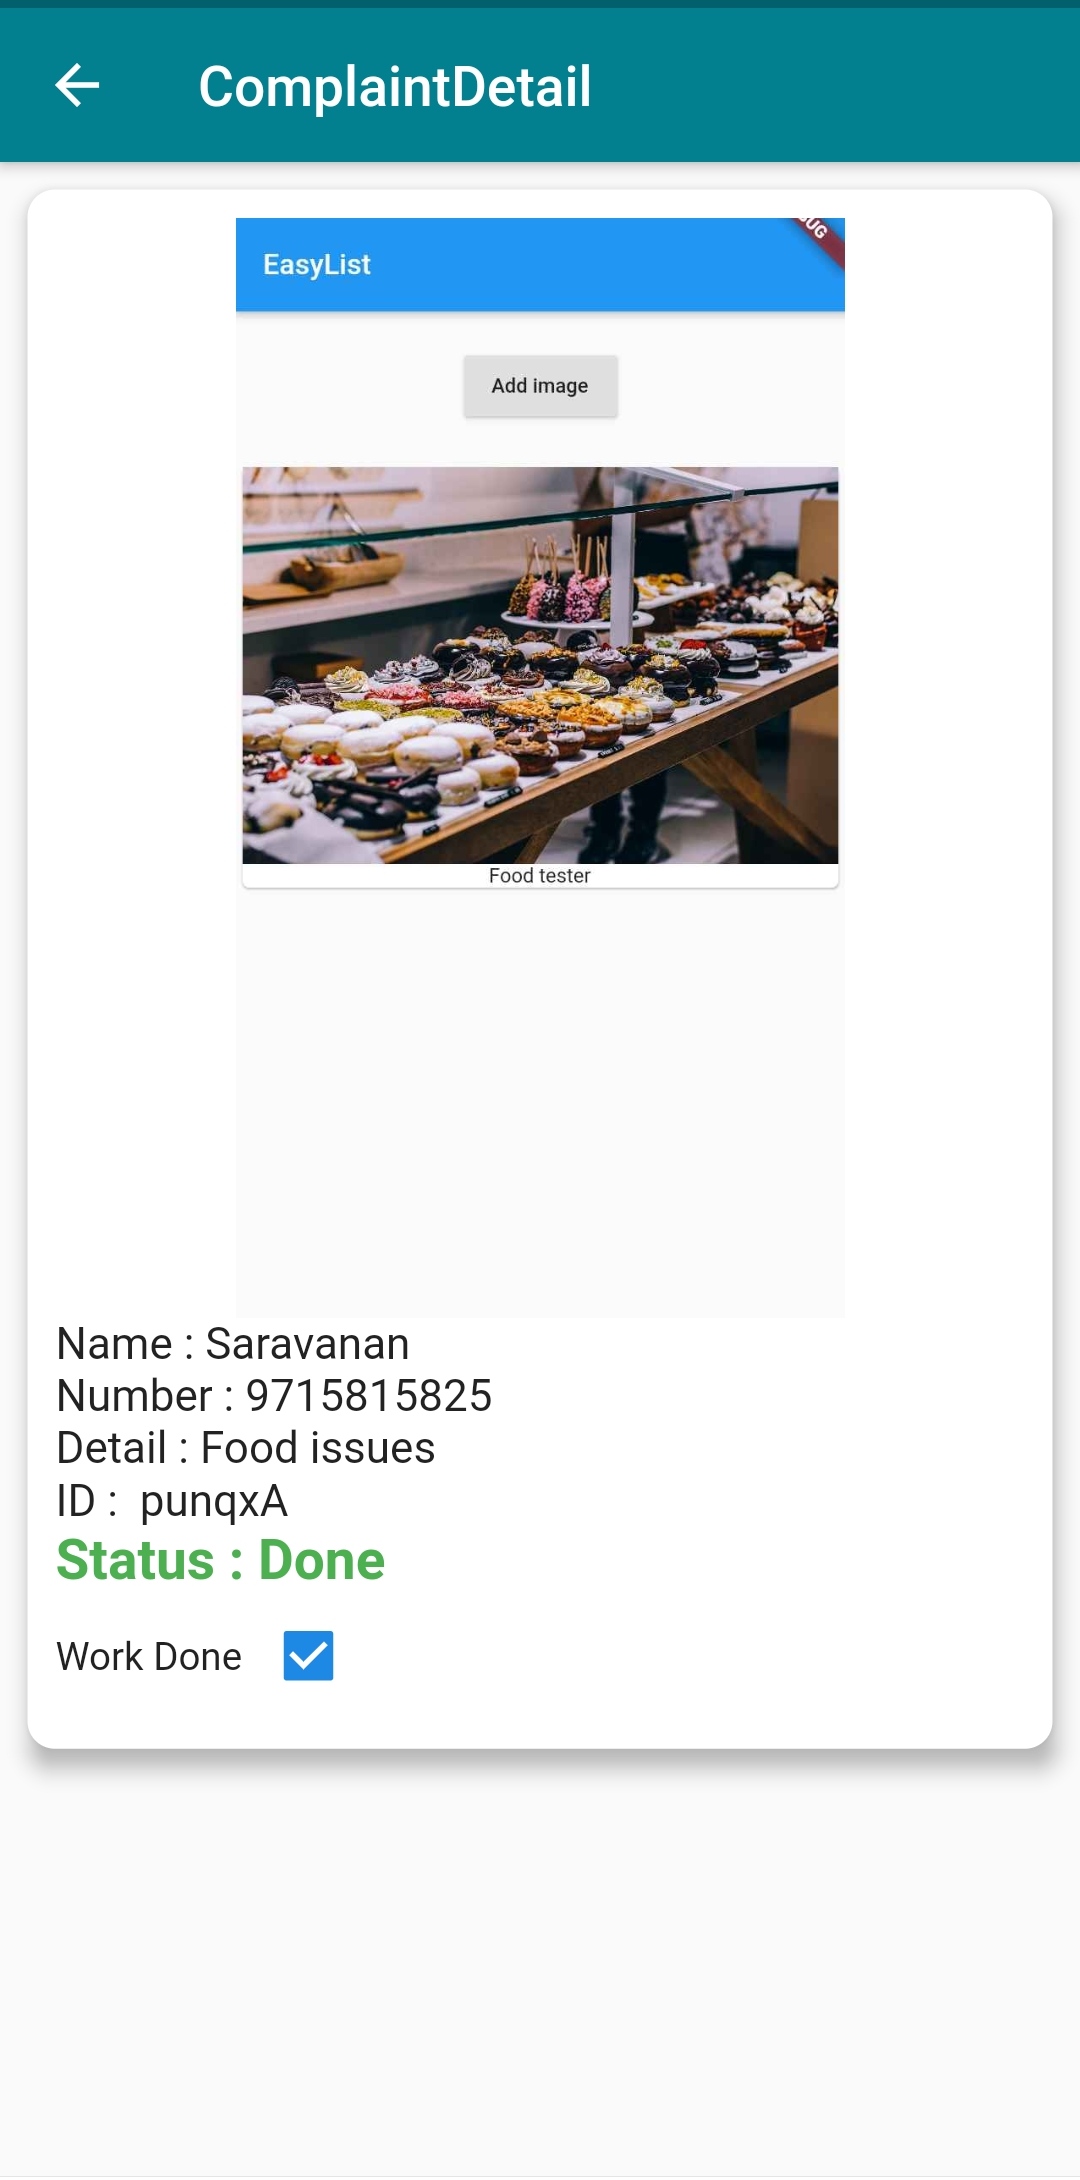 ComplaintDetail
EasyList
Add image
Food tester
Name : Saravanan
Number : 9715815825
Detail : Food issues
ID :  punqxA
Status : Done
Work Done